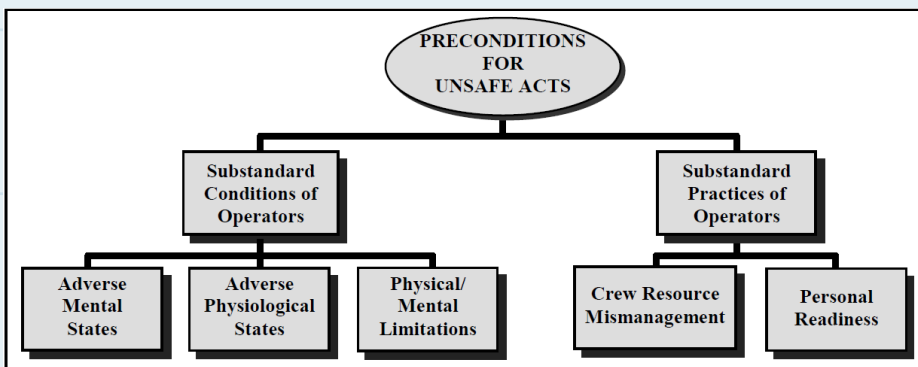 PRECONDITIONS
FOR
UNSAFE ACTS
Substandard
Conditions of
Operators
Substandard
Practices of
Operators
Adverse
Mental
States
Adverse
Physiological
States
Physical/
Mental
Limitations
Crew Resource
Mismanagement
Personal
Readiness